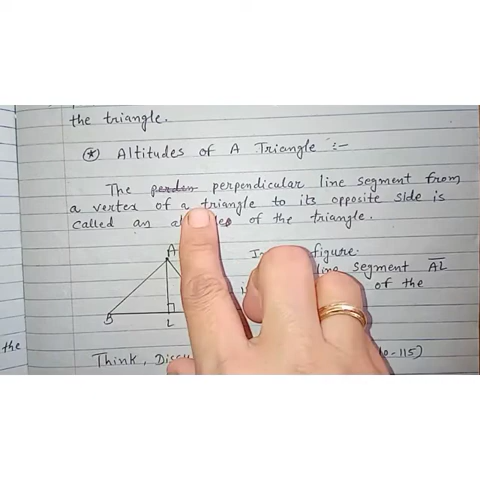 the triangle.
* Altitudes of A Triangle :-
The perpendicular line segment from
a vertex of a triangle to its opposite side is
called an of the triangle.
A
figure.
line segment AL
of the
B
L
the
Think,
-115)